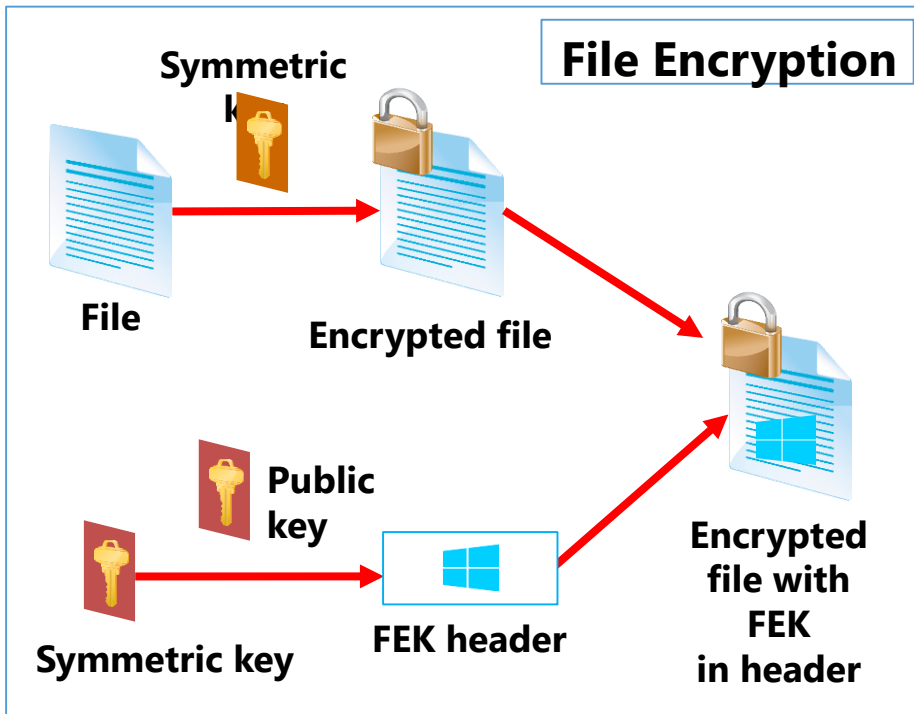 File Encryption
Symmetric
File
Encrypted file
Public
key
Symmetric key
FEK header
Encrypted
file with
FEK
in header